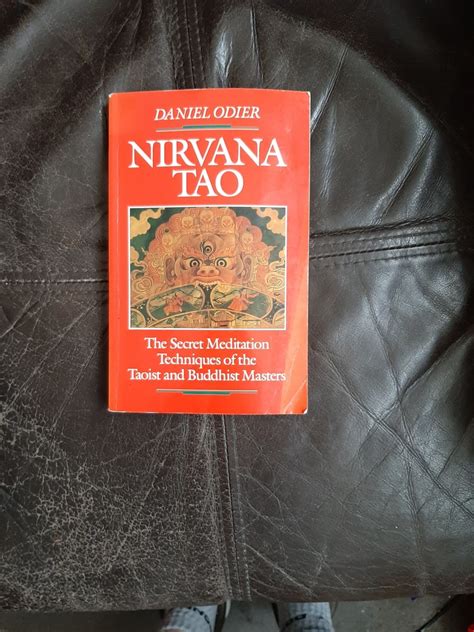 DANIEL ODIER
NIRVANA
TAO
The Secret Meditation
Techniques of the
Taoist and Buddhist Masters